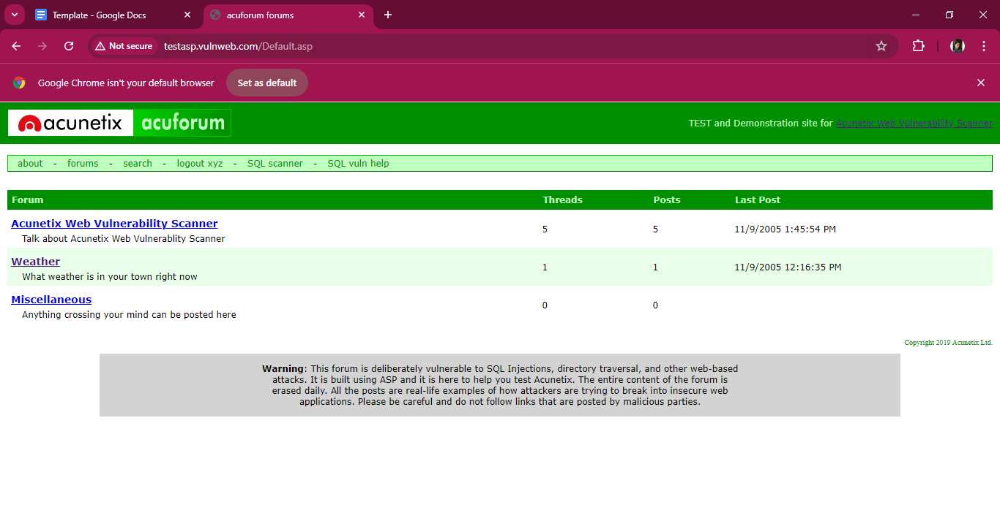 Template - Google Docs
acuforum forums
Not secure
testasp.vulnweb.com/Default.asp
Google Chrome isn't your default browser
Set as default
acunetix acuforum
TEST and Demonstration site for Acunetix Web Vulnerability Scanner
about - forums - search - logout xyz - SQL scanner - SQL vuln help
Forum Threads Posts Last Post
Acunetix Web Vulnerability Scanner
Talk about Acunetix Web Vulnerablity Scanner
5 5 11/9/2005 1:45:54 PM
Weather
What weather is in your town right now
1 1 11/9/2005 12:16:35 PM
Miscellaneous
Anything crossing your mind can be posted here
0 0
Copyright 2019 Acunetix Ltd.
Warning: This forum is deliberately vulnerable to SQL Injections, directory traversal, and other web-based
attacks. It is built using ASP and it is here to help you test Acunetix. The entire content of the forum is
erased daily. All the posts are real-life examples of how attackers are trying to break into insecure web
applications. Please be careful and do not follow links that are posted by malicious parties.